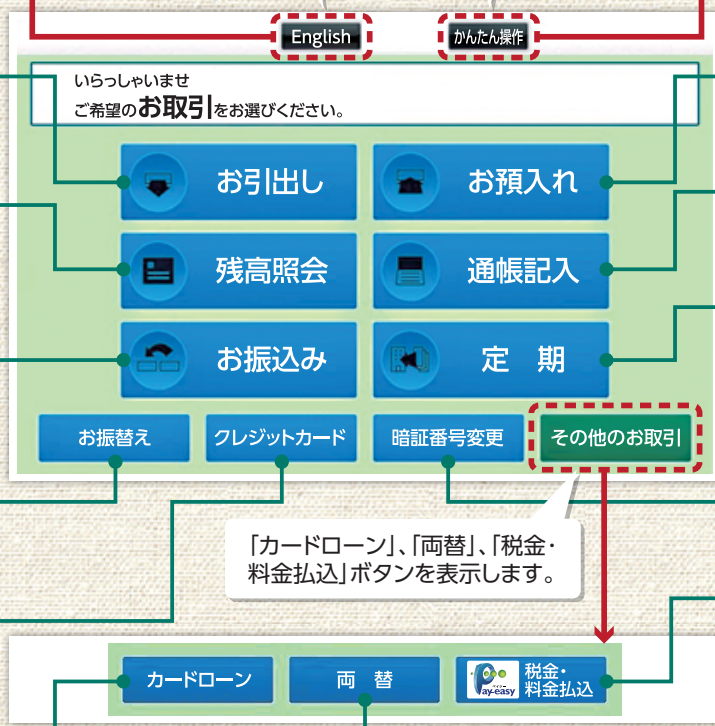 English
かんたん操作
いらっしゃいませ
ご希望のお取引をお選びください。
お引出し
お預入れ
残高照会
通帳記入
お振込み
定 期
お振替え
クレジットカード
暗証番号変更
その他のお取引
「カードローン」、「両替」、「税金・
料金払込」ボタンを表示します。
カードローン
両 替
ペイジー
Pay-easy
税金・
料金払込